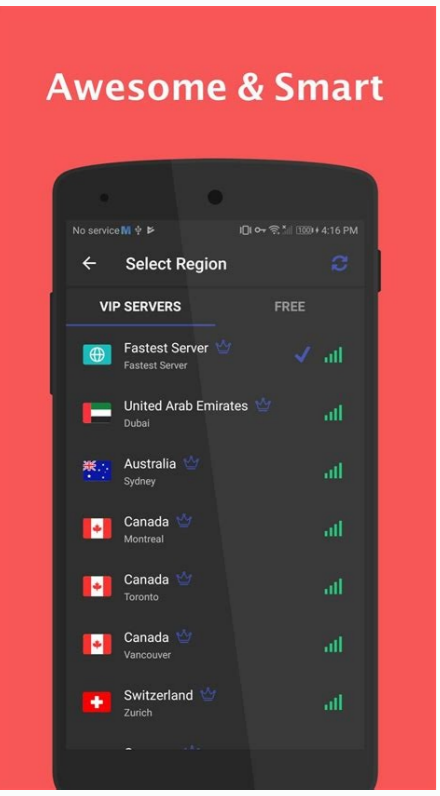 Awesome & Smart
No service 100 4:16 PM
Select Region
VIP SERVERS FREE
Fastest Server
Fastest Server
United Arab Emirates
Dubai
Australia
Sydney
Canada
Montreal
Canada
Toronto
Canada
Vancouver
Switzerland
Zurich